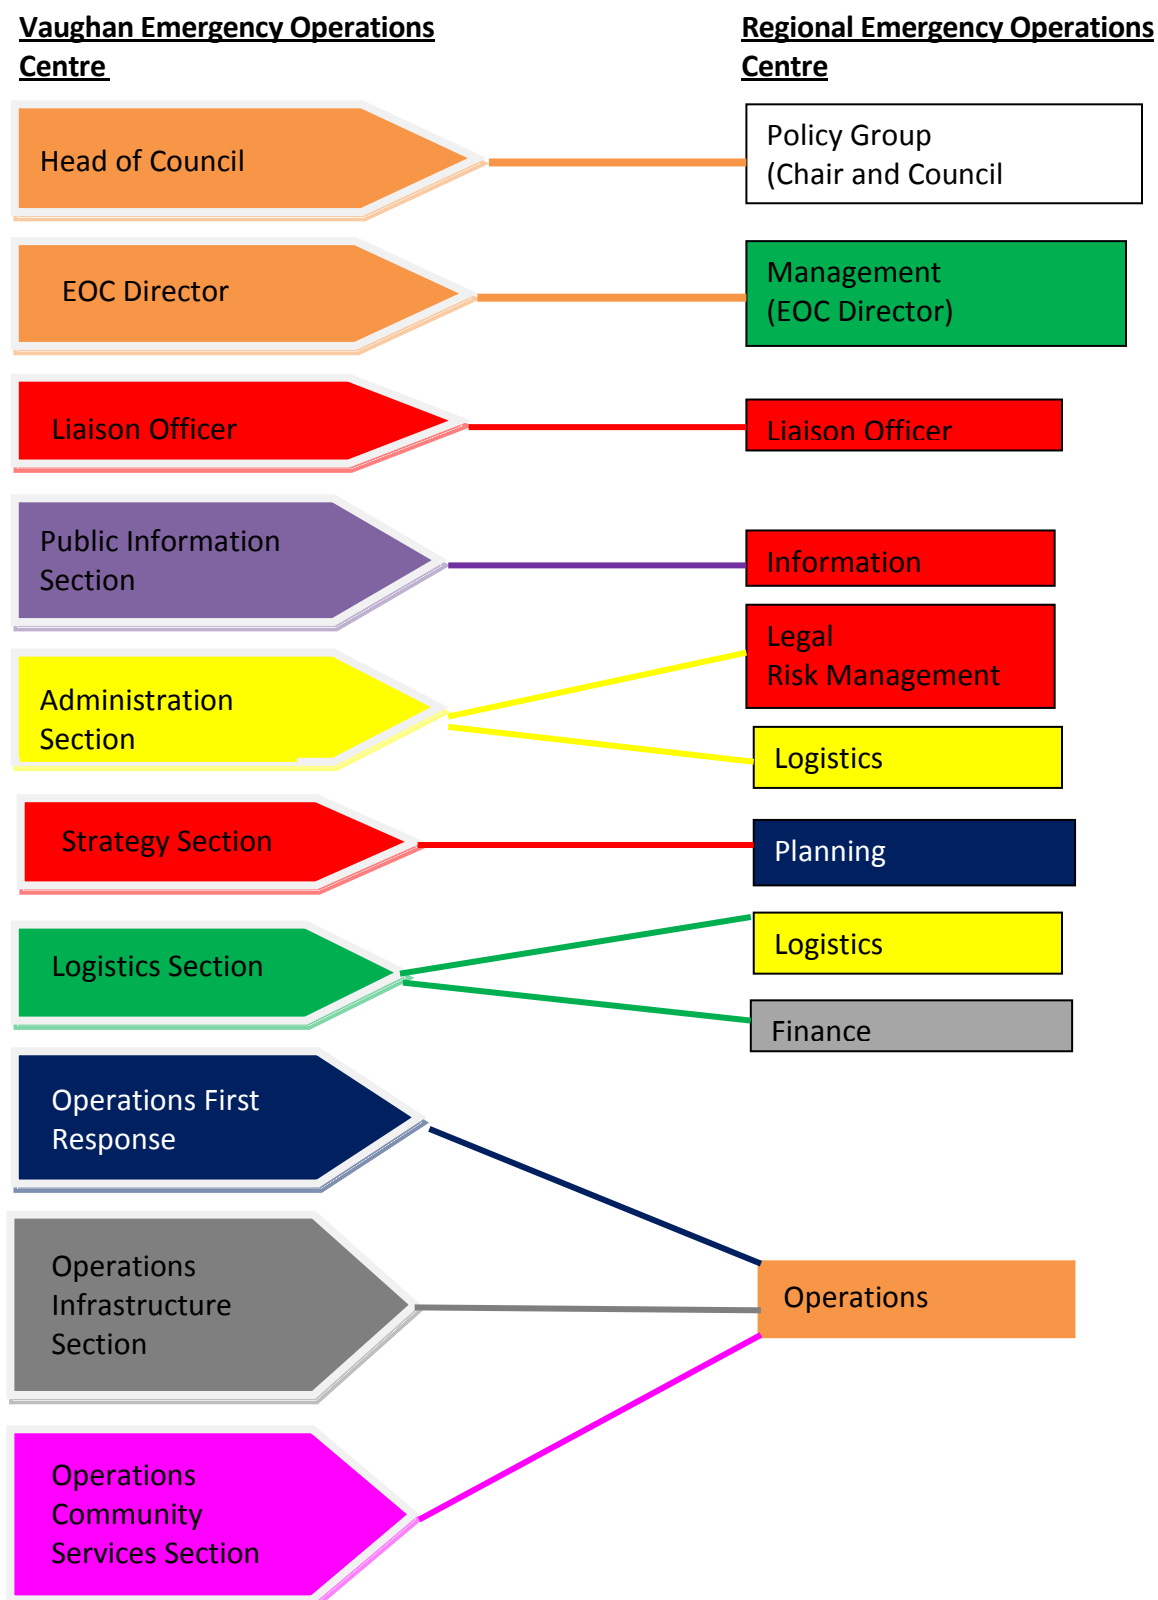 Vaughan Emergency Operations
Centre
Regional Emergency Operations
Centre
Head of Council
Policy Group
(Chair and Council
EOC Director
Management
(EOC Director)
Liaison Officer
Liaison Officer
Public Information
Section
Information
Legal
Risk Management
Administration
Section
Logistics
Strategy Section
Planning
Logistics Section
Logistics
Finance
Operations First
Response
Operations
Infrastructure
Section
Operations
Operations
Community
Services Section